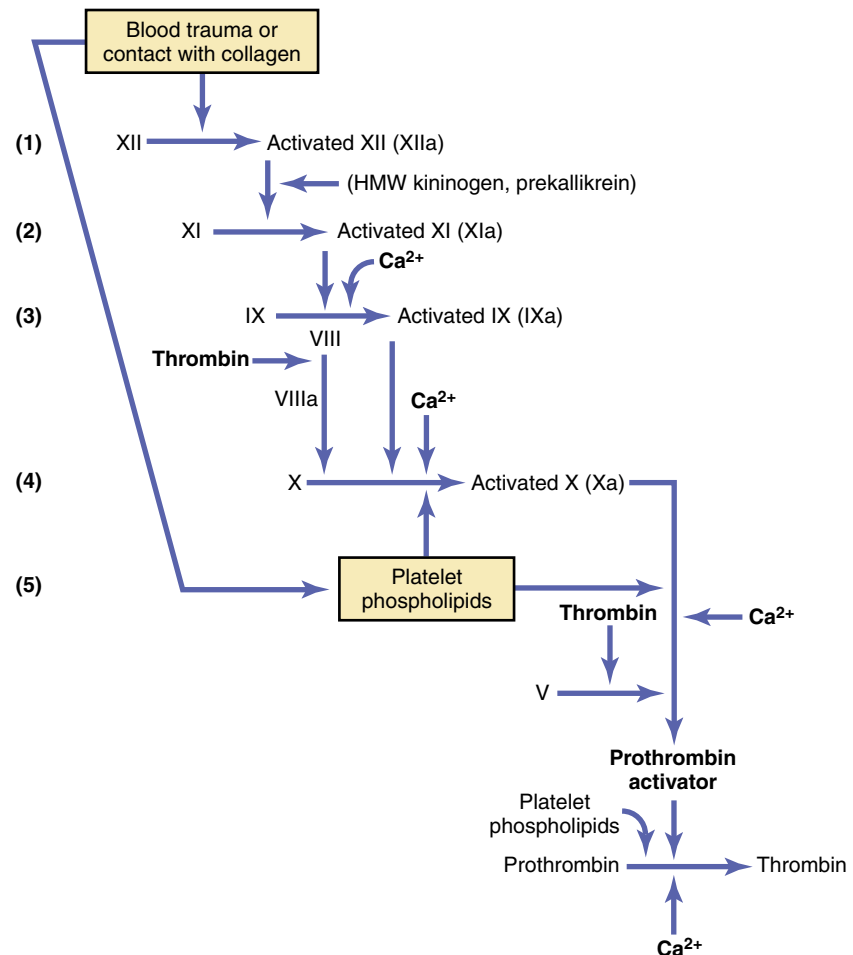 Blood trauma or
contact with collagen
(1) XII Activated XII (XIIa)
(HMW kininogen, prekallikrein)
(2) XI Activated XI (XIa)
Ca²⁺
(3) IX Activated IX (IXa)
VIII
Thrombin
VIIIa Ca²⁺
(4) X Activated X (Xa)
(5) Platelet
phospholipids
Thrombin Ca²⁺
V
Prothrombin
activator
Platelet
phospholipids
Prothrombin Thrombin
Ca²⁺